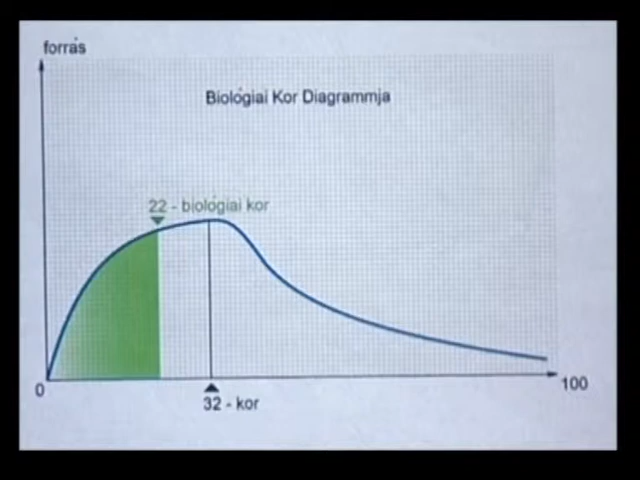 forrás
Biológiai Kor Diagrammja
22 - biológiai kor
0
100
32 - kor